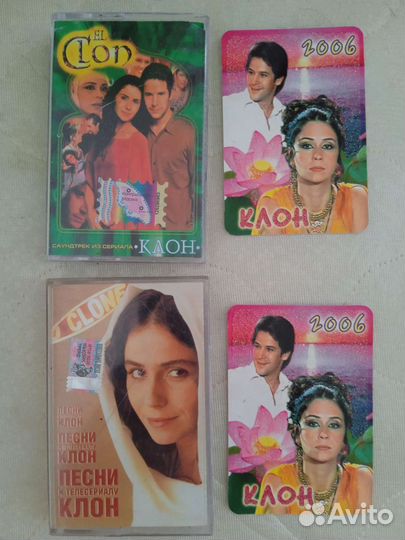 El
Clon
САУНДТРЕК ИЗ СЕРИАЛА • КЛОН •
2006
КЛОН
O CLONE
ПЕСНИ
КЛОН
ПЕСНИ
КЛОН
ПЕСНИ
К ТЕЛЕСЕРИАЛУ
КЛОН
2006
КЛОН
Avito